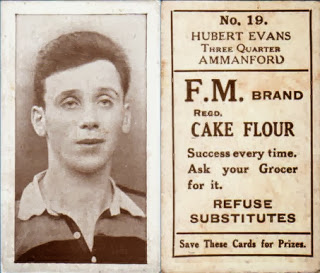 No. 19.
HUBERT EVANS
THREE QUARTER
AMMANFORD
F.M. BRAND
REGD.
CAKE FLOUR
Success every time.
Ask your Grocer
for it.
REFUSE
SUBSTITUTES
Save These Cards for Prizes.